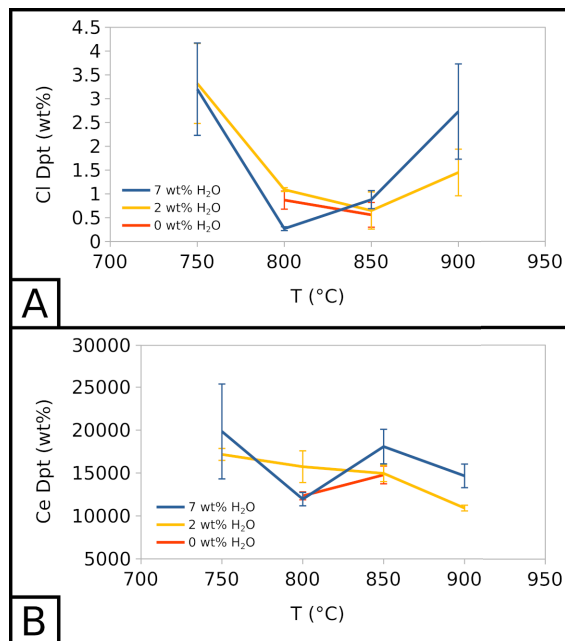 4.5
4
3.5
3
2.5
2
1.5
1
0.5
0
Cl Dpt (wt%)
7 wt% H₂O
2 wt% H₂O
0 wt% H₂O
700 750 800 850 900 950
T (°C)
A
30000
25000
20000
15000
10000
5000
Ce Dpt (wt%)
7 wt% H₂O
2 wt% H₂O
0 wt% H₂O
700 750 800 850 900 950
T (°C)
B